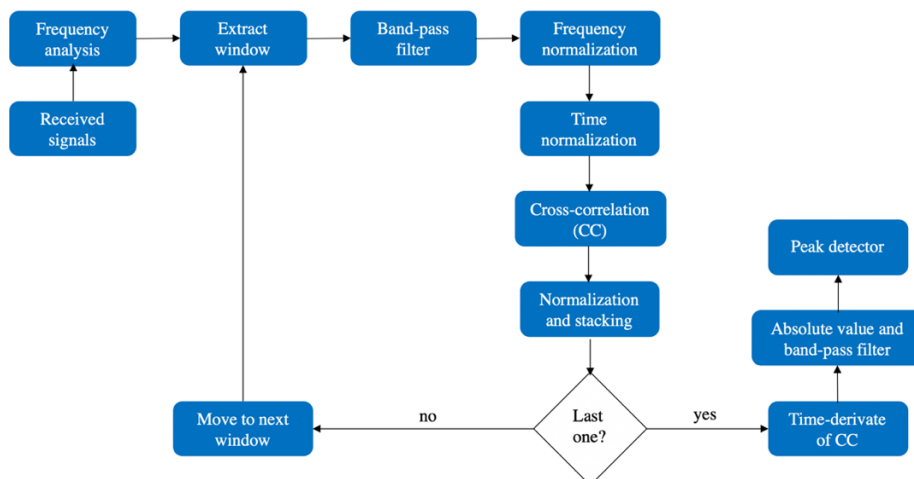 Frequency
analysis
Extract
window
Band-pass
filter
Frequency
normalization
Received
signals
Time
normalization
Cross-correlation
(CC)
Peak detector
Normalization
and stacking
Absolute value and
band-pass filter
Move to next
window
no
Last
one?
yes
Time-derivate
of CC